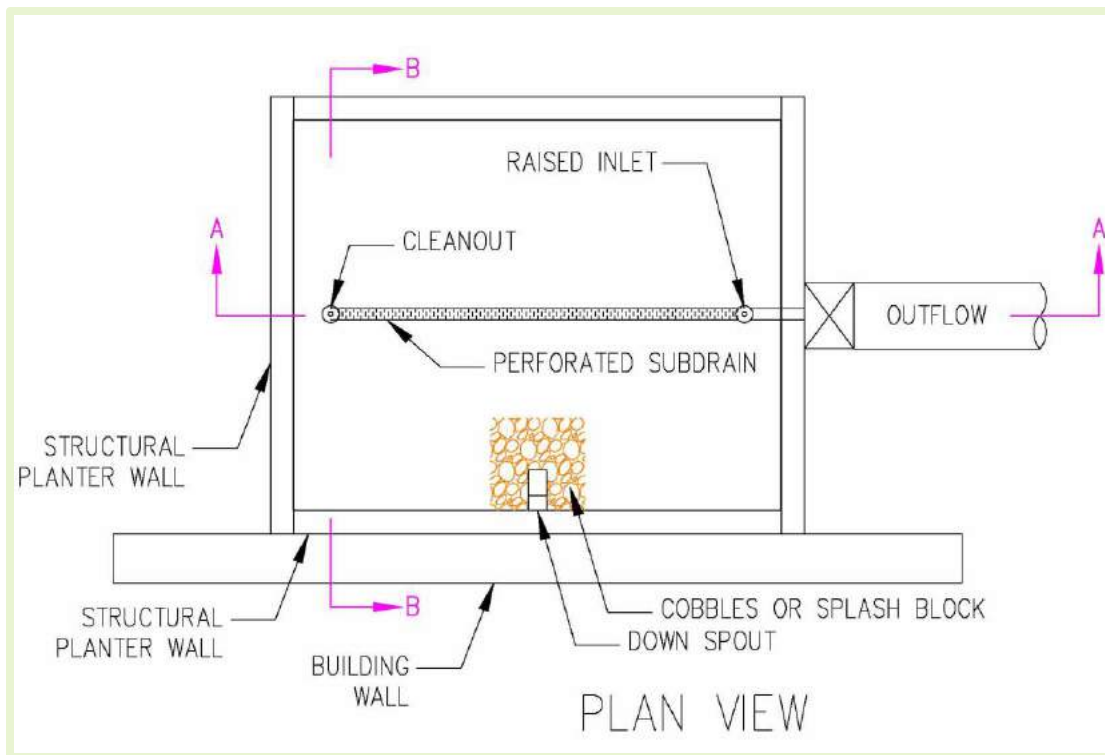 B
RAISED INLET
A
CLEANOUT
A
OUTFLOW
PERFORATED SUBDRAIN
STRUCTURAL
PLANTER WALL
B
STRUCTURAL
PLANTER WALL
COBBLES OR SPLASH BLOCK
DOWN SPOUT
BUILDING
WALL
PLAN VIEW